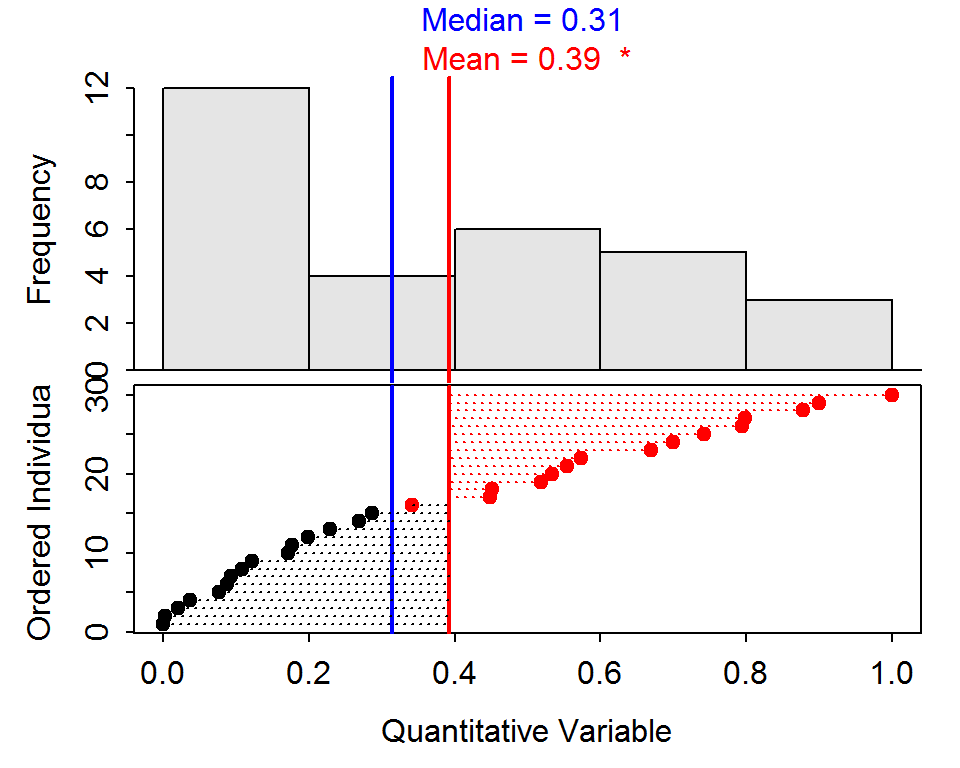 Median = 0.31
Mean = 0.39 *
Frequency
12
8
6
4
2
0
Ordered Individua
30
20
10
0
0.0 0.2 0.4 0.6 0.8 1.0
Quantitative Variable